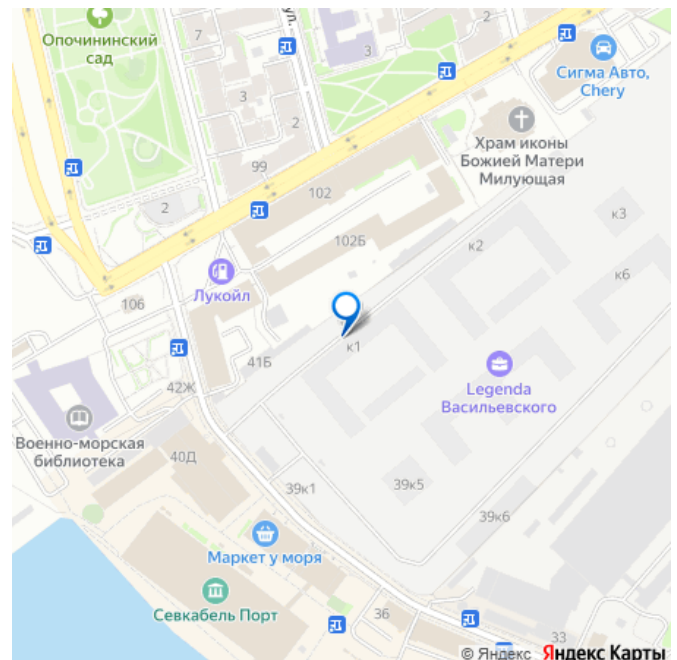 Опочининский
сад
7
ул.
3
3
2
Сигма Авто,
Chery
Храм иконы
Божией Матери
Милующая
99
102
2
к3
102Б
к2
к6
Лукойл
106
к1
41Б
42Ж
Legenda
Васильевского
Военно-морская
библиотека
40Д
39к1
39к5
39к6
Маркет у моря
Севкабель Порт
36
33
© Яндекс Яндекс Карты